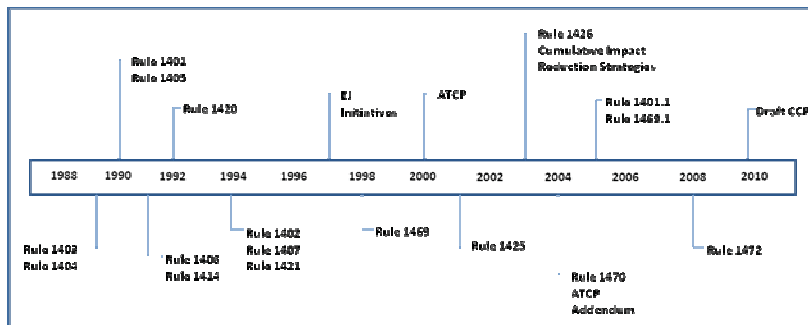 Rule 1401
Rule 1405
Rule 1420
EJ
Initiatives
ATCP
Rule 1426
Cumulative Impact
Reduction Strategies
Rule 1401.1
Rule 1469.1
Draft CCP
1988 1990 1992 1994 1996 1998 2000 2002 2004 2006 2008 2010
Rule 1403
Rule 1404
Rule 1406
Rule 1414
Rule 1402
Rule 1407
Rule 1421
Rule 1469
Rule 1425
Rule 1470
ATCP
Addendum
Rule 1472